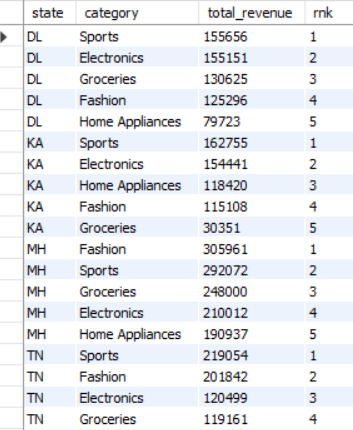 state category total_revenue rnk
DL Sports 155656 1
DL Electronics 155151 2
DL Groceries 130625 3
DL Fashion 125296 4
DL Home Appliances 79723 5
KA Sports 162755 1
KA Electronics 154441 2
KA Home Appliances 118420 3
KA Fashion 115108 4
KA Groceries 30351 5
MH Fashion 305961 1
MH Sports 292072 2
MH Groceries 248000 3
MH Electronics 210012 4
MH Home Appliances 190937 5
TN Sports 219054 1
TN Fashion 201842 2
TN Electronics 120499 3
TN Groceries 119161 4